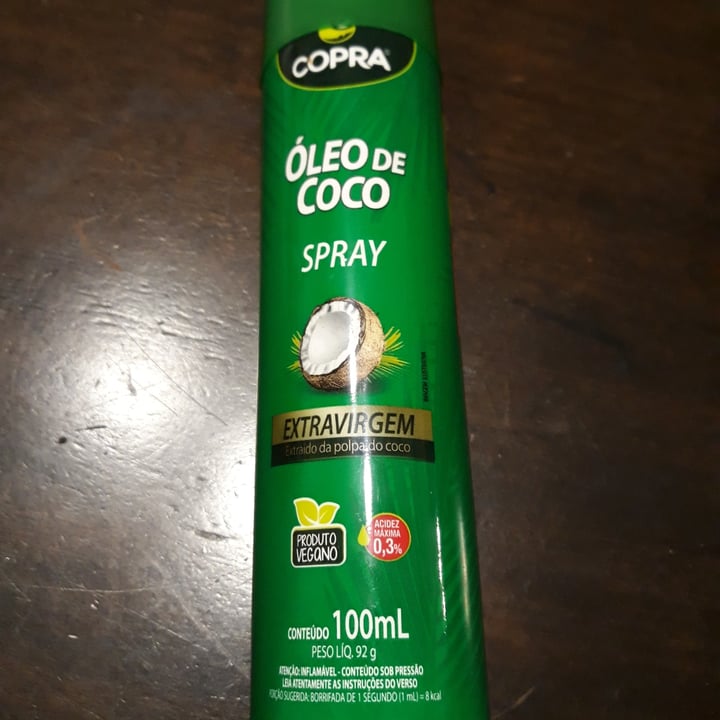 COPRA
ÓLEO DE
COCO
SPRAY
EXTRAVIRGEM
Extraído da polpa do coco
PRODUTO
VEGANO
ACIDEZ
MÁXIMA
0,3%
CONTEÚDO 100mL
PESO LÍQ. 92 g
ATENÇÃO: INFLAMÁVEL - CONTEÚDO SOB PRESSÃO
LEIA ATENTAMENTE AS INSTRUÇÕES DO VERSO
PORÇÃO SUGERIDA: BORRIFADA DE 1 SEGUNDO (1 mL) = 8 kcal